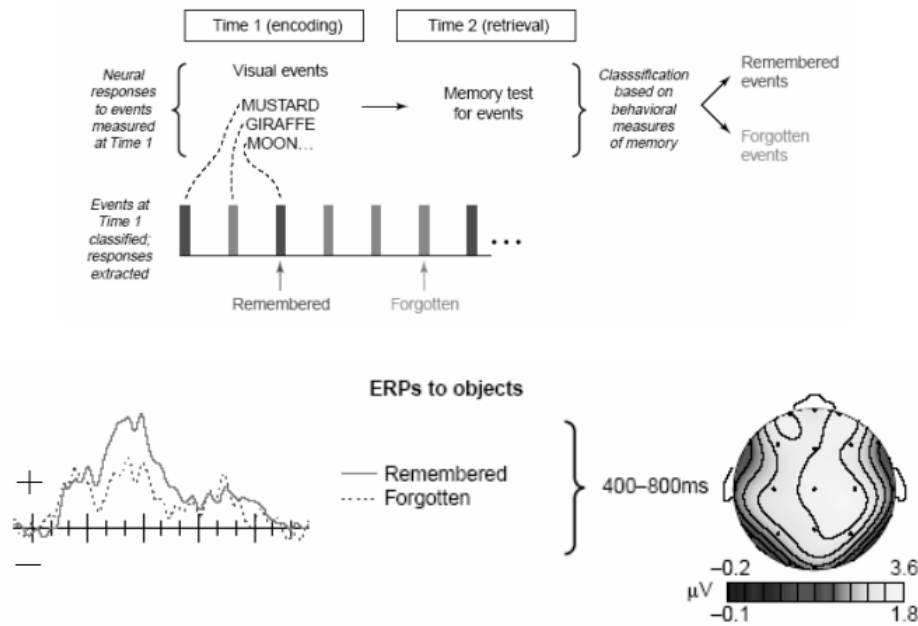 Time 1 (encoding)
Time 2 (retrieval)
Neural
responses
to events
measured
at Time 1
Visual events
MUSTARD
GIRAFFE
MOON...
Memory test
for events
Classsification
based on
behavioral
measures
of memory
Remembered
events
Forgotten
events
Events at
Time 1
classified;
responses
extracted
...
Remembered
Forgotten
ERPs to objects
+
—
Remembered
Forgotten
400–800ms
–0.2 3.6
µV
–0.1 1.8